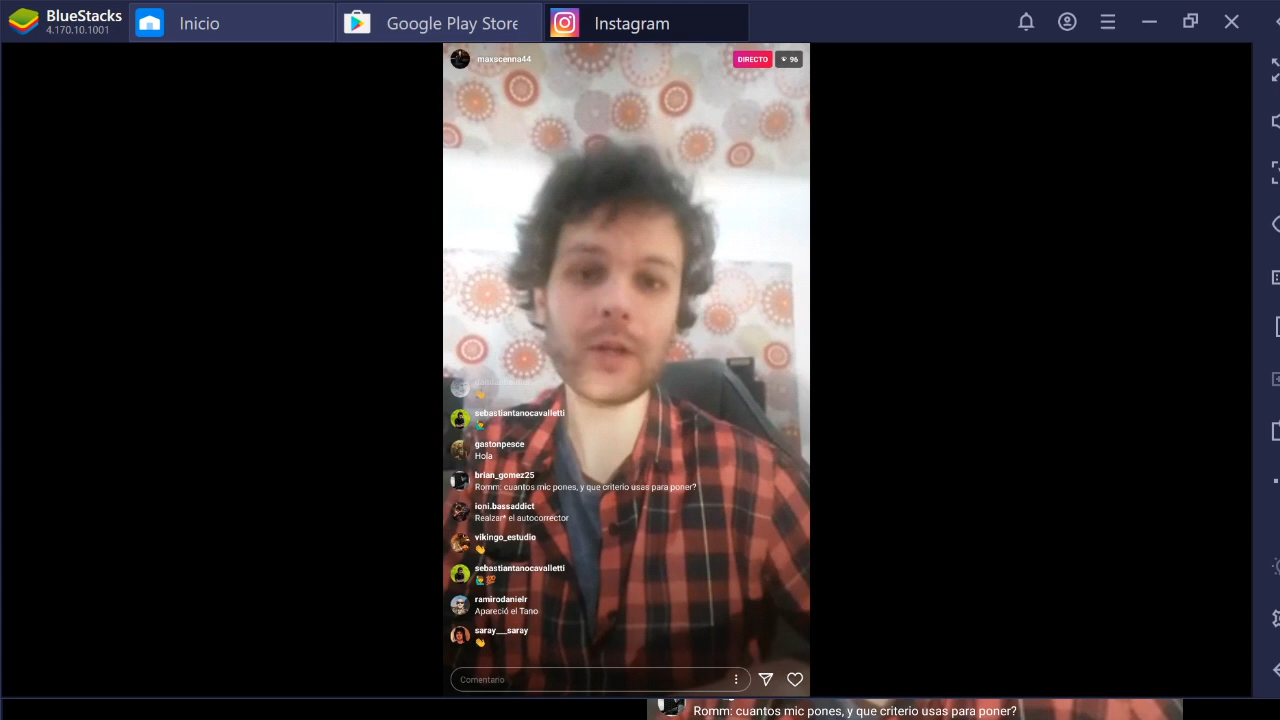 BlueStacks
4.170.10.1001
Inicio
Google Play Store
Instagram
maxscenna44
DIRECTO
96
sebastiantanocavalletti
gastonpesce
Hola
brian_gomez25
Romm: cuantos mic pones, y que criterio usas para poner?
ioni.bassaddict
Realzar* el autocorrector
vikingo_estudio
sebastiantanocavalletti
ramirodanielr
Apareció el Tano
saray___saray
Comentario
Romm: cuantos mic pones, y que criterio usas para poner?